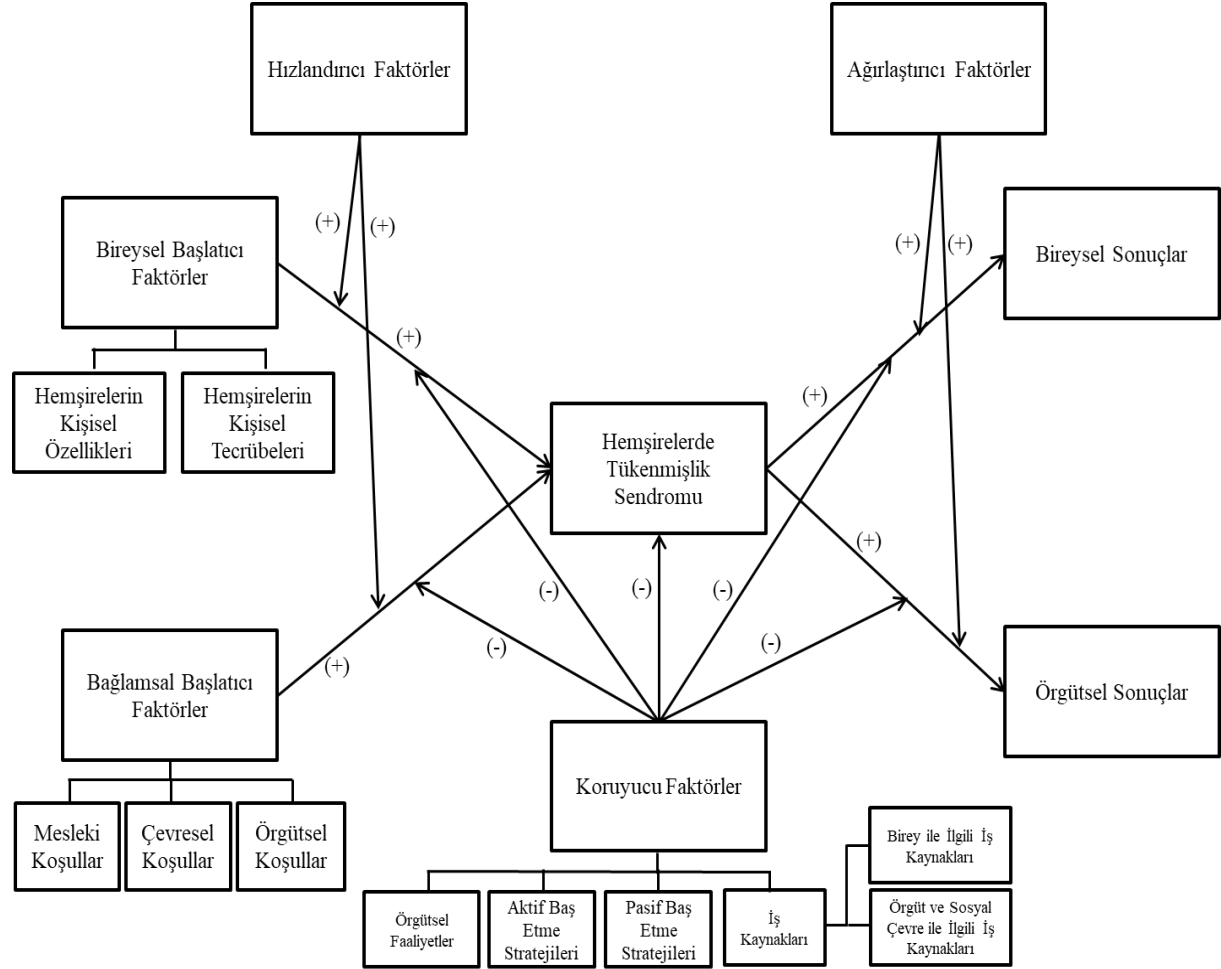 Hızlandırıcı Faktörler
Ağırlaştırıcı Faktörler
(+)
(+)
(+)
(+)
Bireysel Başlatıcı
Faktörler
Bireysel Sonuçlar
(+)
(+)
Hemşirelerin
Kişisel
Özellikleri
Hemşirelerin
Kişisel
Tecrübeleri
Hemşirelerde
Tükenmişlik
Sendromu
(+)
(-)
(-)
(-)
(-)
(-)
(+)
Bağlamsal Başlatıcı
Faktörler
Örgütsel Sonuçlar
Koruyucu Faktörler
Mesleki
Koşullar
Çevresel
Koşullar
Örgütsel
Koşullar
Birey ile İlgili İş
Kaynakları
Örgütsel
Faaliyetler
Aktif Baş
Etme
Stratejileri
Pasif Baş
Etme
Stratejileri
İş
Kaynakları
Örgüt ve Sosyal
Çevre ile İlgili İş
Kaynakları